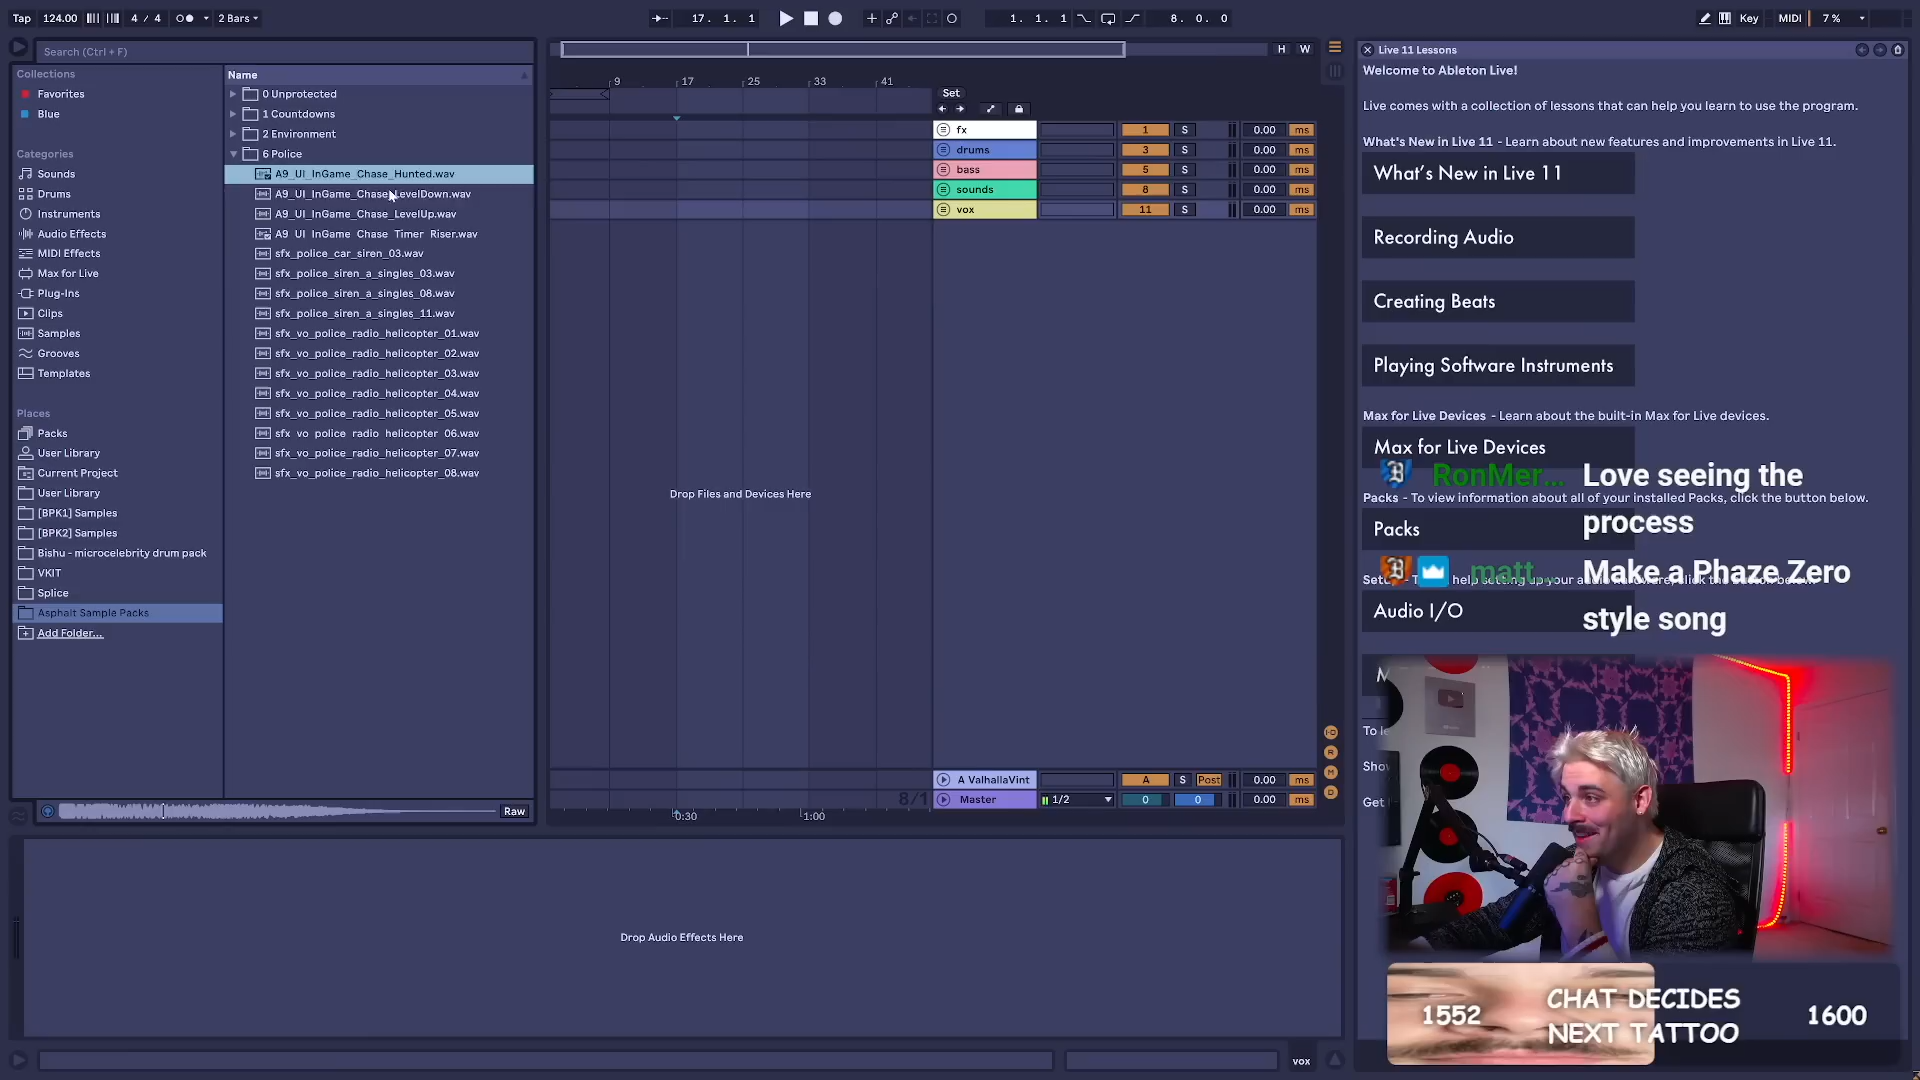 Tap 124.00 4 / 4 2 Bars
17. 1. 1
1. 1. 1
8. 0. 0
Key MIDI 7 %
Search (Ctrl + F)
Collections
Favorites
Blue
Categories
Sounds
Drums
Instruments
Audio Effects
MIDI Effects
Max for Live
Plug-Ins
Clips
Samples
Grooves
Templates
Places
Packs
User Library
Current Project
User Library
[BPK1] Samples
[BPK2] Samples
Bishu - microcelebrity drum pack
VKIT
Splice
Asphalt Sample Packs
Add Folder...
Name
0 Unprotected
1 Countdowns
2 Environment
6 Police
A9_UI_InGame_Chase_Hunted.wav
A9_UI_InGame_Chase_LevelDown.wav
A9_UI_InGame_Chase_LevelUp.wav
A9_UI_InGame_Chase_Timer_Riser.wav
sfx_police_car_siren_03.wav
sfx_police_siren_a_singles_03.wav
sfx_police_siren_a_singles_08.wav
sfx_police_siren_a_singles_11.wav
sfx_vo_police_radio_helicopter_01.wav
sfx_vo_police_radio_helicopter_02.wav
sfx_vo_police_radio_helicopter_03.wav
sfx_vo_police_radio_helicopter_04.wav
sfx_vo_police_radio_helicopter_05.wav
sfx_vo_police_radio_helicopter_06.wav
sfx_vo_police_radio_helicopter_07.wav
sfx_vo_police_radio_helicopter_08.wav
Raw
H W
9 17 25 33 41
Set
fx 1 S 0.00 ms
drums 3 S 0.00 ms
bass 5 S 0.00 ms
sounds 8 S 0.00 ms
vox 11 S 0.00 ms
Drop Files and Devices Here
A ValhallaVint A S Post 0.00 ms
8/1 Master 1/2 0 0 0.00 ms
0:30 1:00
Drop Audio Effects Here
vox
Live 11 Lessons
Welcome to Ableton Live!
Live comes with a collection of lessons that can help you learn to use the program.
What's New in Live 11 - Learn about new features and improvements in Live 11.
What's New in Live 11
Recording Audio
Creating Beats
Playing Software Instruments
Max for Live Devices - Learn about the built-in Max for Live devices.
Max for Live Devices
RonMer... Love seeing the
process
Packs - To view information about all of your installed Packs, click the button below.
Packs
matt... Make a Phaze Zero
style song
Audio I/O
M
To le
Show
Get
1552 CHAT DECIDES
NEXT TATTOO 1600